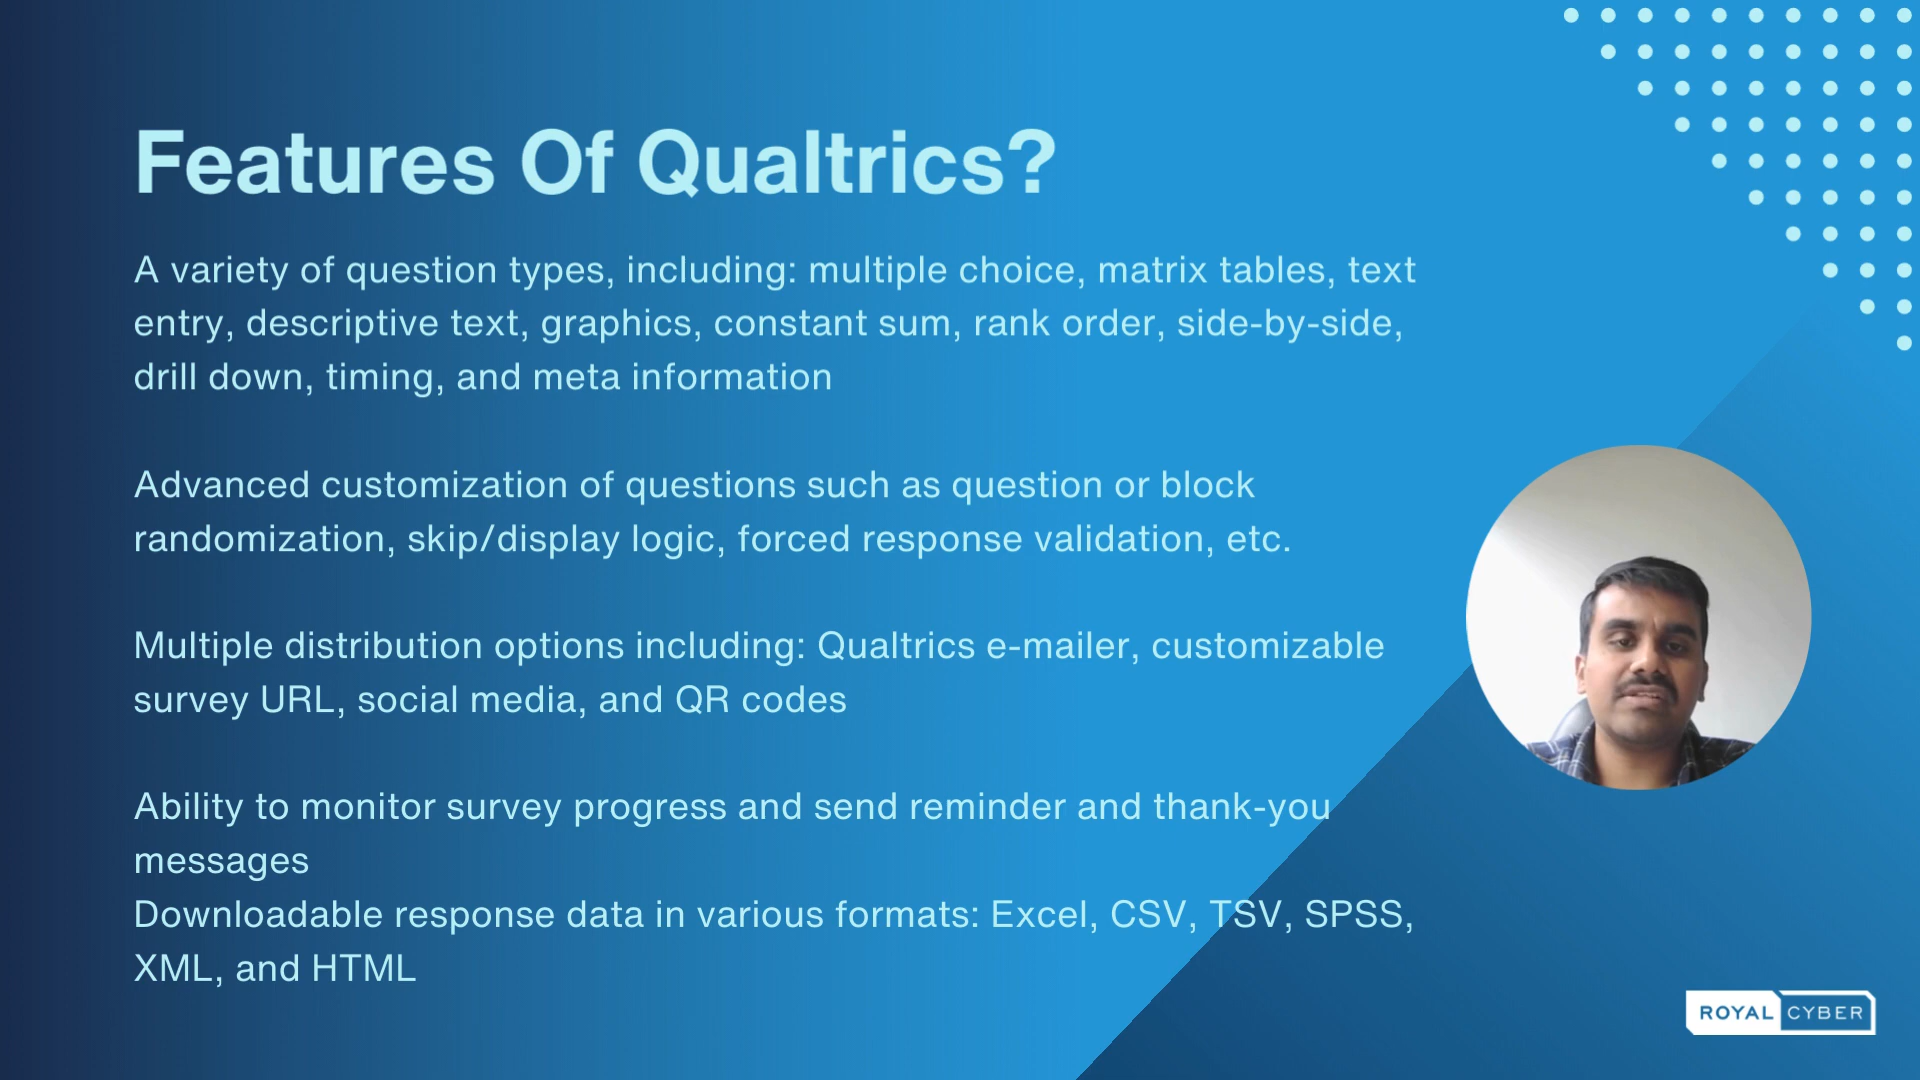 Features Of Qualtrics?
A variety of question types, including: multiple choice, matrix tables, text
entry, descriptive text, graphics, constant sum, rank order, side-by-side,
drill down, timing, and meta information
Advanced customization of questions such as question or block
randomization, skip/display logic, forced response validation, etc.
Multiple distribution options including: Qualtrics e-mailer, customizable
survey URL, social media, and QR codes
Ability to monitor survey progress and send reminder and thank-you
messages
Downloadable response data in various formats: Excel, CSV, TSV, SPSS,
XML, and HTML
ROYAL CYBER